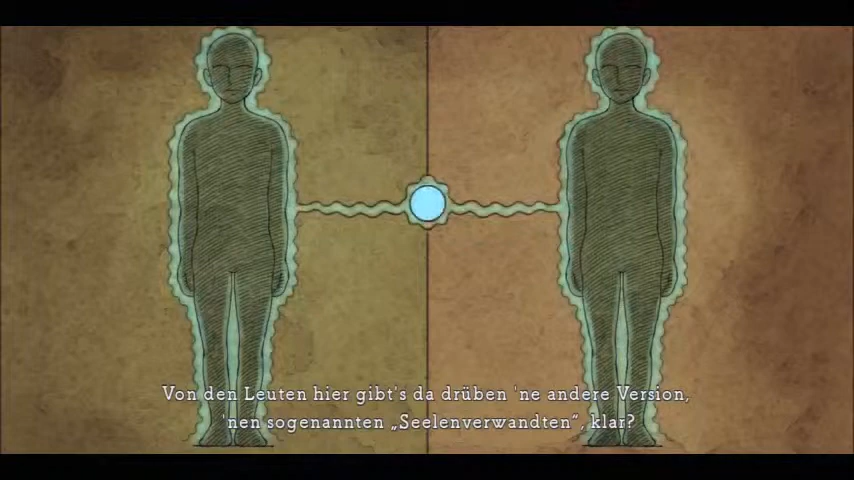 Von den Leuten hier gibt's da drüben 'ne andere Version,
'nen sogenannten „Seelenverwandten“, klar?